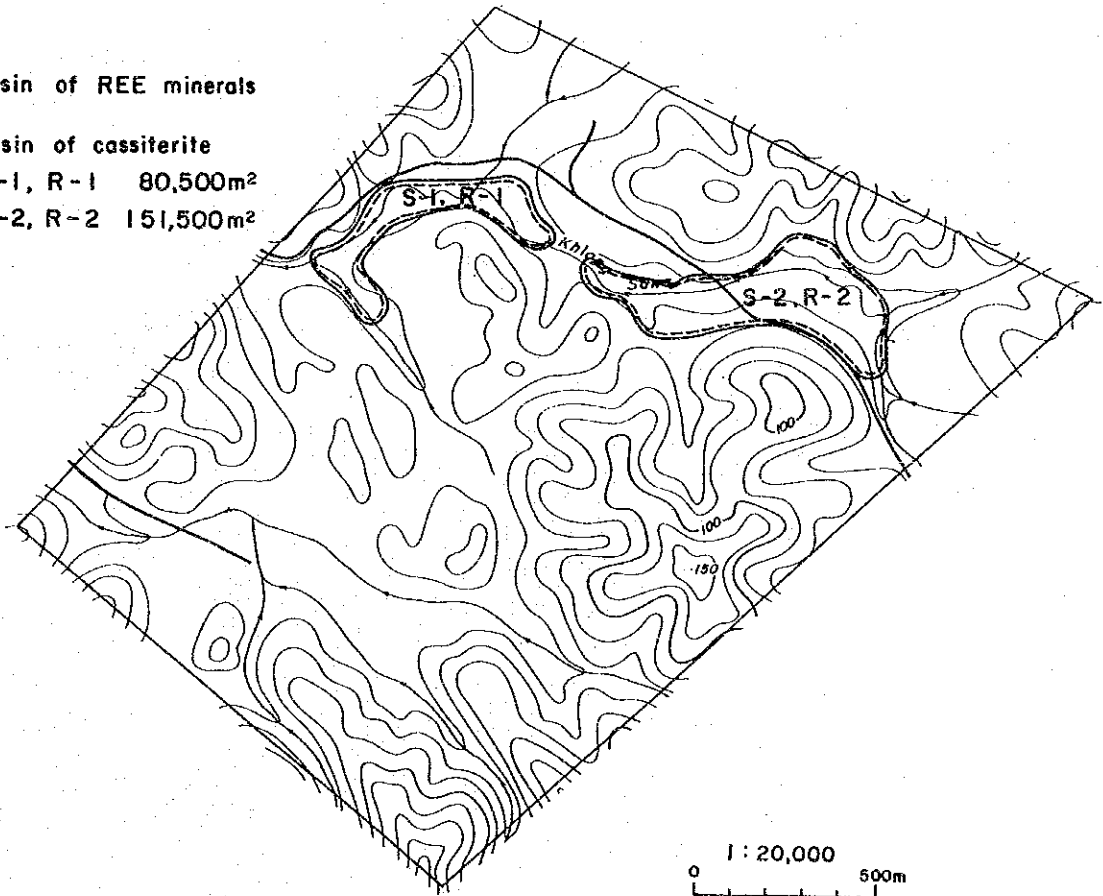 sin of REE minerals
sin of cassiterite
-1, R-1 80,500m²
-2, R-2 151,500m²
S-1, R-1
Khlong
S-2, R-2
100
100
·150
1:20,000
0 500m